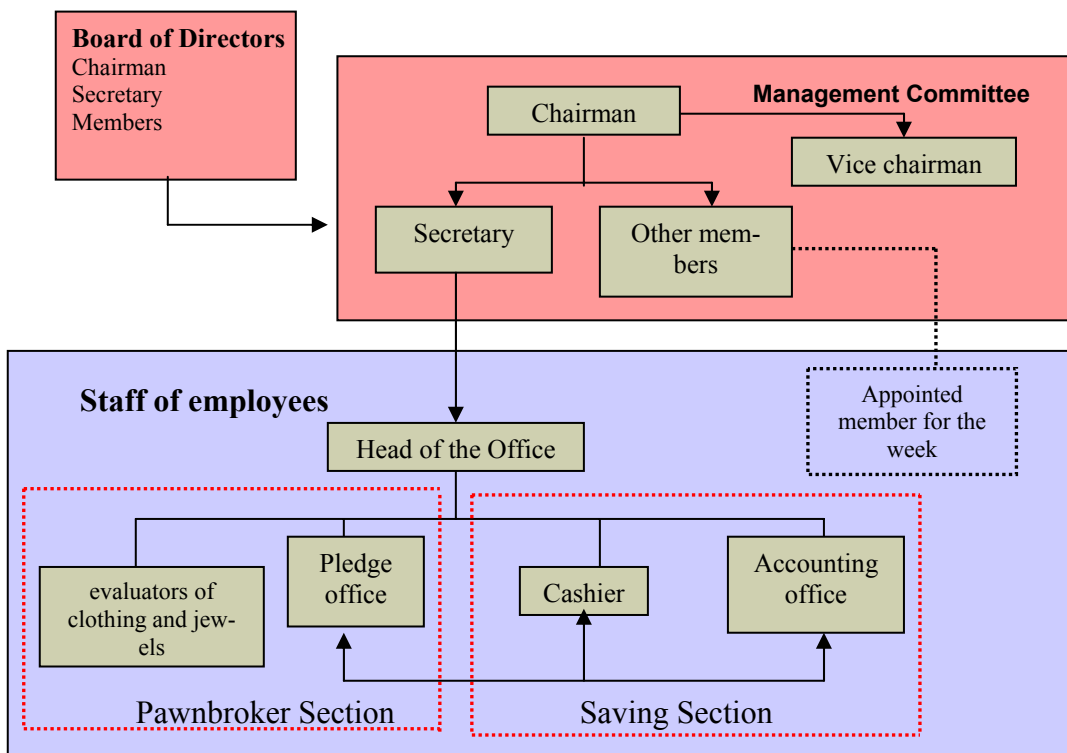 Board of Directors
Chairman
Secretary
Members
Management Committee
Chairman
Vice chairman
Secretary
Other mem-
bers
Staff of employees
Appointed
member for the
week
Head of the Office
evaluators of
clothing and jew-
els
Pledge
office
Cashier
Accounting
office
Pawnbroker Section
Saving Section